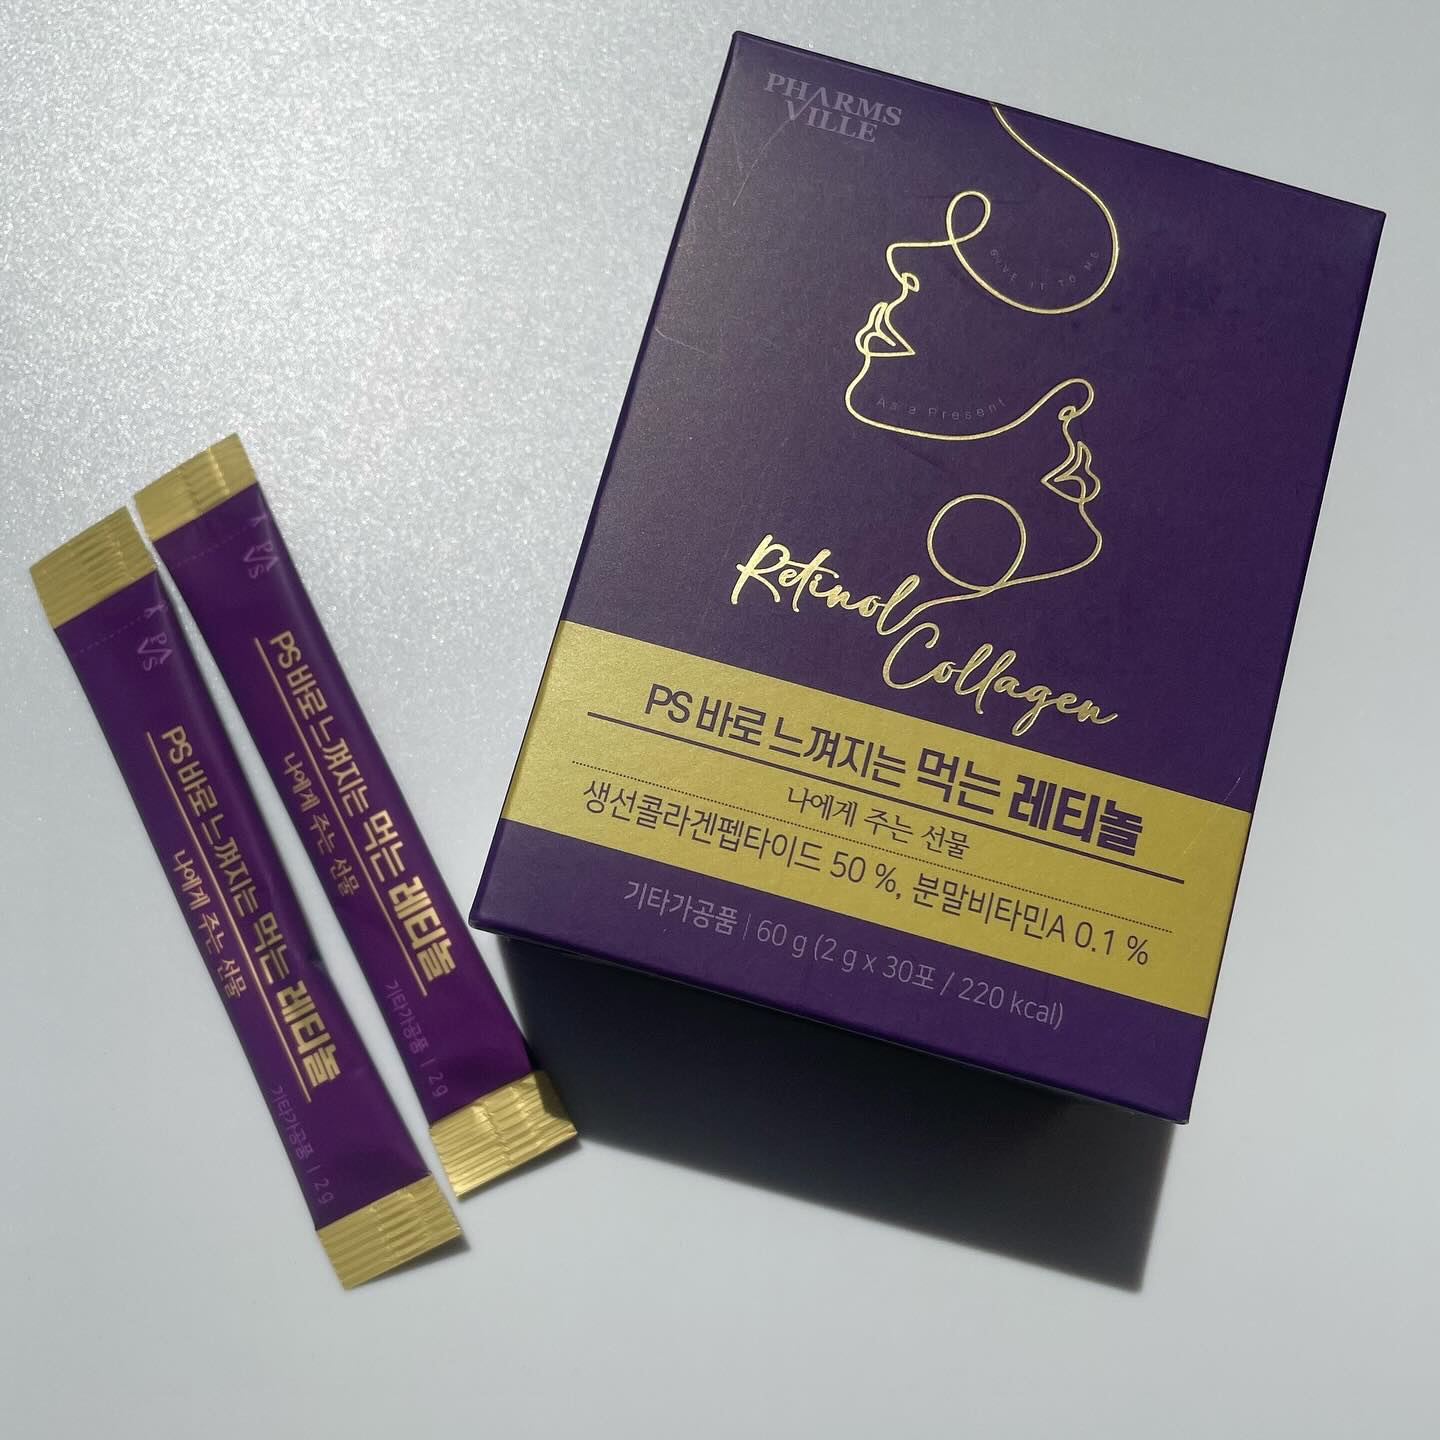 PHARMS
VILLE
GIVE IT TO ME
As a Present
Retinol
Collagen
PS 바로 느껴지는 먹는 레티놀
나에게 주는 선물
생선콜라겐펩타이드 50 %, 분말비타민A 0.1 %
기타가공품 | 60 g (2 g x 30포 / 220 kcal)
PS 바로 느껴지는 먹는 레티놀
나에게 주는 선물
기타가공품 | 2 g
PS 바로 느껴지는 먹는 레티놀
나에게 주는 선물
기타가공품 | 2 g